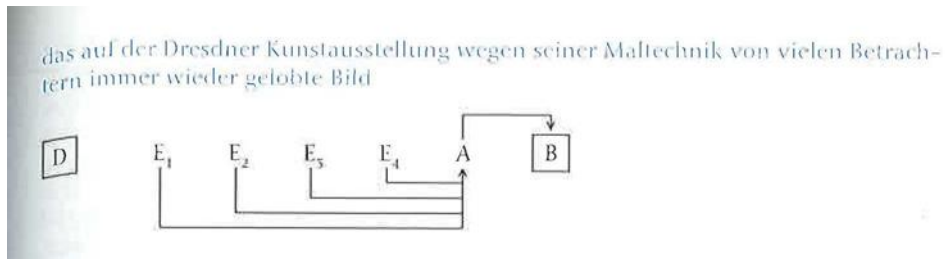 das auf der Dresdner Kunstausstellung wegen seiner Maltechnik von vielen Betrach-
tern immer wieder gelobte Bild
D E₁ E₂ E₃ E₄ A B